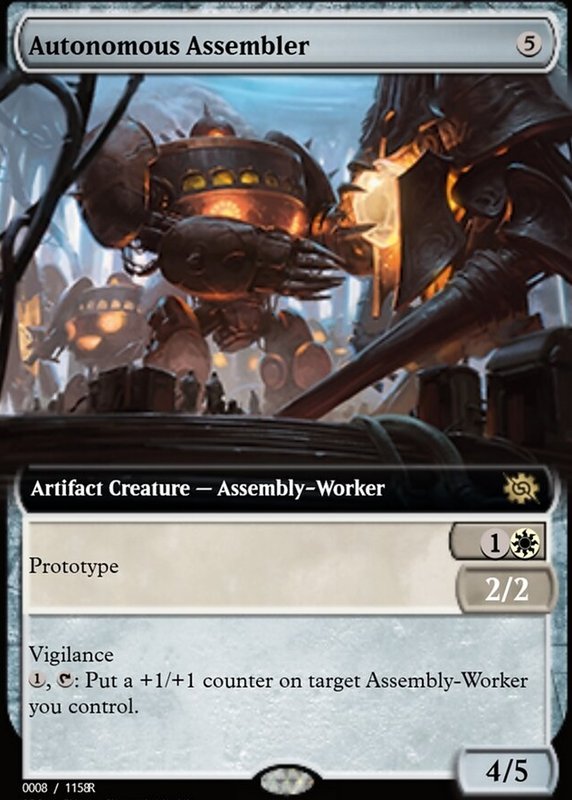 Autonomous Assembler 5
Artifact Creature — Assembly-Worker
Prototype 1
2/2
Vigilance
1, : Put a +1/+1 counter on target Assembly-Worker
you control.
4/5
0008 / 1158R